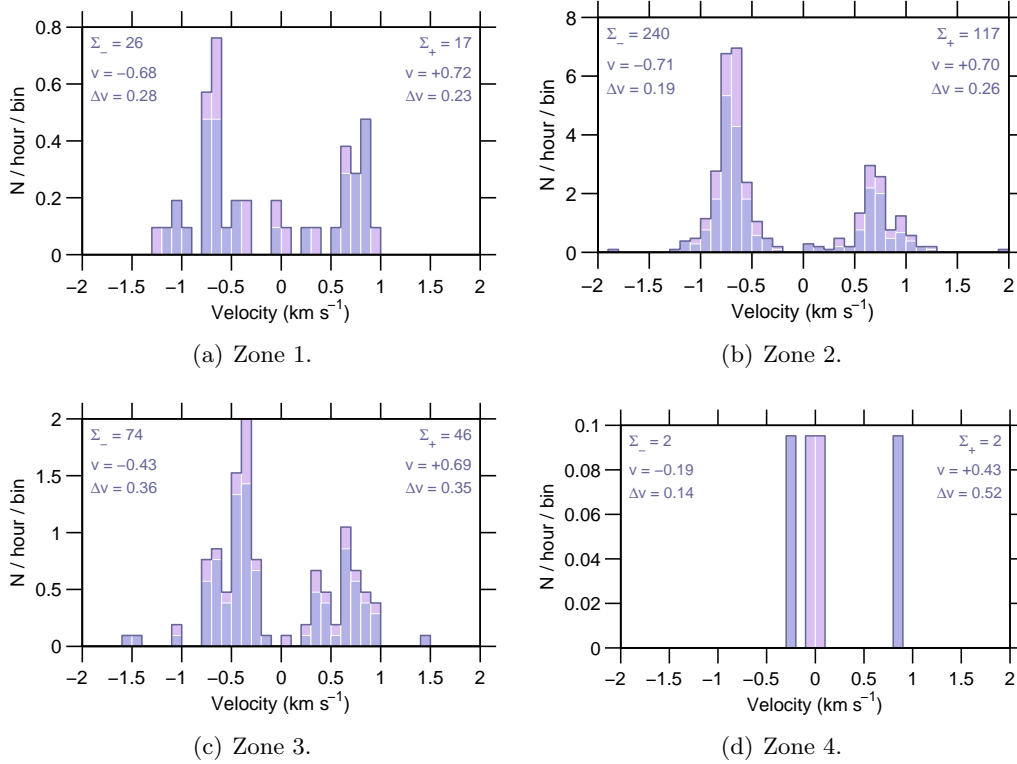 0.8
0.6
0.4
0.2
0
N / hour / bin
Σ₋ = 26
v = −0.68
Δv = 0.28
Σ₊ = 17
v = +0.72
Δv = 0.23
−2 −1.5 −1 −0.5 0 0.5 1 1.5 2
Velocity (km s⁻¹)
(a) Zone 1.
8
6
4
2
0
N / hour / bin
Σ₋ = 240
v = −0.71
Δv = 0.19
Σ₊ = 117
v = +0.70
Δv = 0.26
−2 −1.5 −1 −0.5 0 0.5 1 1.5 2
Velocity (km s⁻¹)
(b) Zone 2.
2
1.5
1
0.5
0
N / hour / bin
Σ₋ = 74
v = −0.43
Δv = 0.36
Σ₊ = 46
v = +0.69
Δv = 0.35
−2 −1.5 −1 −0.5 0 0.5 1 1.5 2
Velocity (km s⁻¹)
(c) Zone 3.
0.1
0.08
0.06
0.04
0.02
0
N / hour / bin
Σ₋ = 2
v = −0.19
Δv = 0.14
Σ₊ = 2
v = +0.43
Δv = 0.52
−2 −1.5 −1 −0.5 0 0.5 1 1.5 2
Velocity (km s⁻¹)
(d) Zone 4.